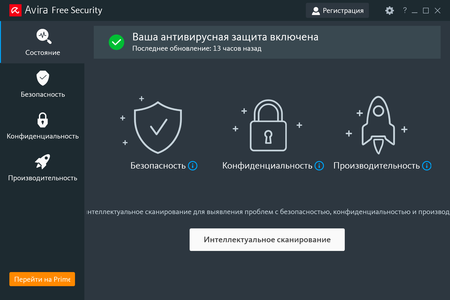 Avira Free Security
Регистрация
?
Состояние
Безопасность
Конфиденциальность
Производительность
Перейти на Prime
Ваша антивирусная защита включена
Последнее обновление: 13 часов назад
Безопасность
Конфиденциальность
Производительность
нтеллектуальное сканирование для выявления проблем с безопасностью, конфиденциальностью и производ
Интеллектуальное сканирование